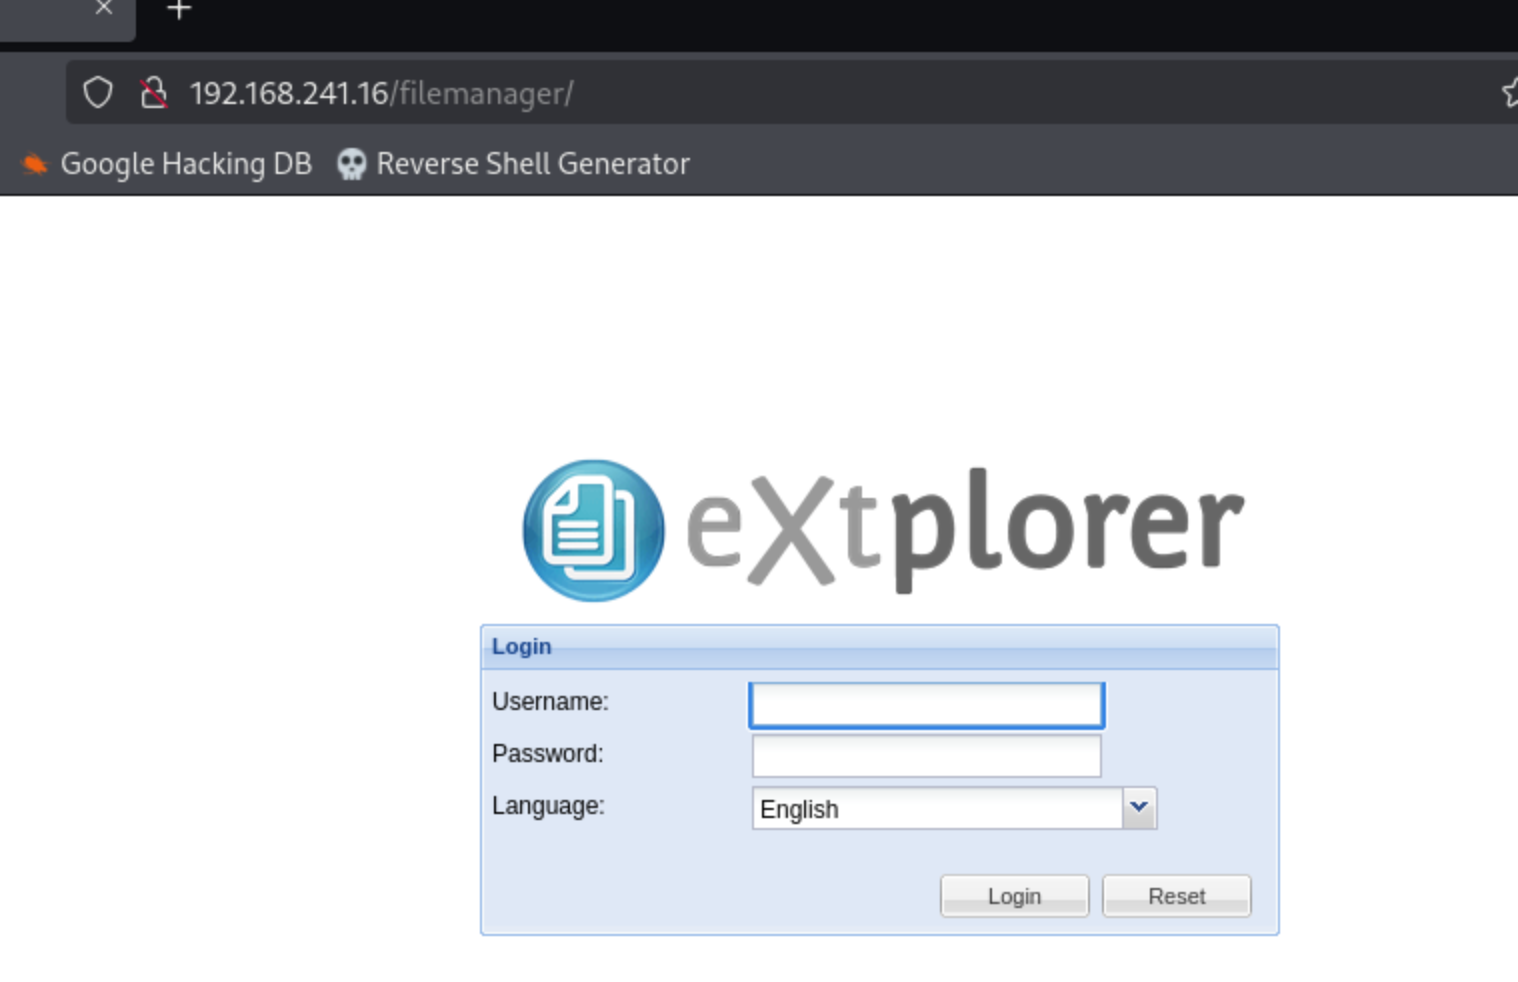 192.168.241.16/filemanager/
Google Hacking DB Reverse Shell Generator
eXtplorer
Login
Username:
Password:
Language: English
Login Reset